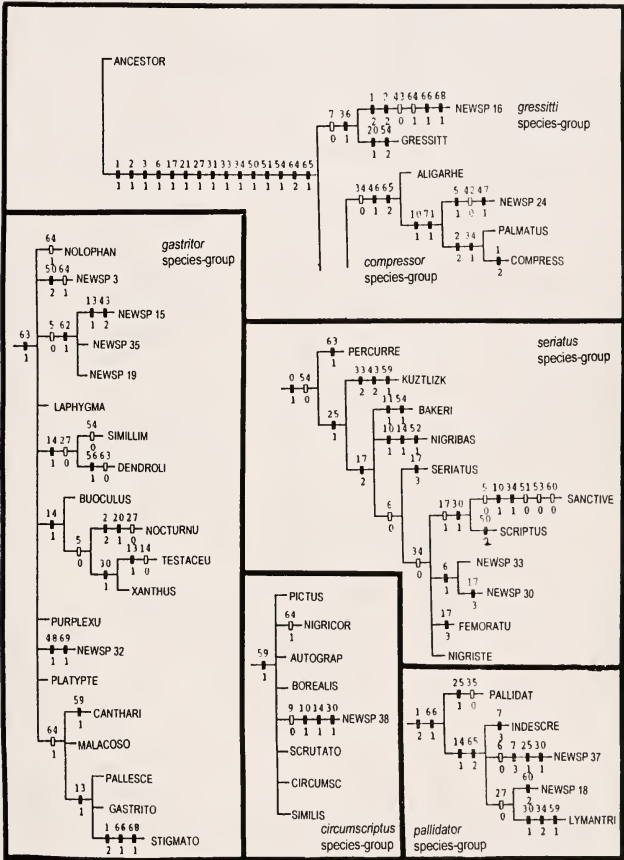 ANCESTOR
1 2 3 6 17 21 27 31 33 34 50 51 54 64 65
1 1 1 1 1 1 1 1 1 1 1 1 1 1 1
7 36
0 1
1 2 43 64 66 68
NEWSP 16
2 2 0 1 1 1
gressitti
species-group
20 54
GRESSITT
1 2
ALIGARHE
34 46 65
0 1 2
5 42 47
NEWSP 24
1 0 1
10 71
1 1
2 34
2 1
PALMATUS
1
COMPRESS
2
compressor
species-group
gastritor
species-group
63
1
64
NOLOPHAN
1
50 64
NEWSP 3
2 1
13 43
NEWSP 15
1 2
5 62
0 1
NEWSP 35
NEWSP 19
LAPHYGMA
54
SIMILLIM
0
14 27
1 0
56 63
DENDROLI
1 0
BUOCULUS
14
1
5
0
2 20 27
NOCTURNU
2 1 0
13 14
TESTACEU
1 0
30
1
XANTHUS
PURPLEXU
48 69
NEWSP 32
1 1
PLATYPTE
59
CANTHARI
1
64
1
MALACOSO
PALLESCE
13
1
GASTRITO
1 66 68
STIGMATO
2 1 1
seriatus
species-group
0 54
1 0
63
PERCURRE
1
33 43 59
KUZTLIZK
2 2 1
25
1
11 54
BAKERI
1 1
10 14 52
NIGRIBAS
1 1 1
17
2
17
SERIATUS
3
6
0
5 10 34 51 53 60
SANCTIVE
0 1 1 0 0 0
17 30
1 1
50
SCRIPTUS
2
34
0
NEWSP 33
6
1
17
NEWSP 30
3
17
FEMORATU
3
NIGRISTE
59
1
PICTUS
64
NIGRICOR
1
AUTOGRAP
BOREALIS
9 10 14 30
NEWSP 38
0 1 1 1
SCRUTATO
CIRCUMSC
SIMILIS
circumscriptus
species-group
1 66
2 1
25 35
PALLIDAT
1 0
14 65
1 2
7
INDESCRE
3
6 7 25 30
NEWSP 37
0 3 1 1
27
0
60
NEWSP 18
2
30 34 59
LYMANTRI
1 2 1
pallidator
species-group